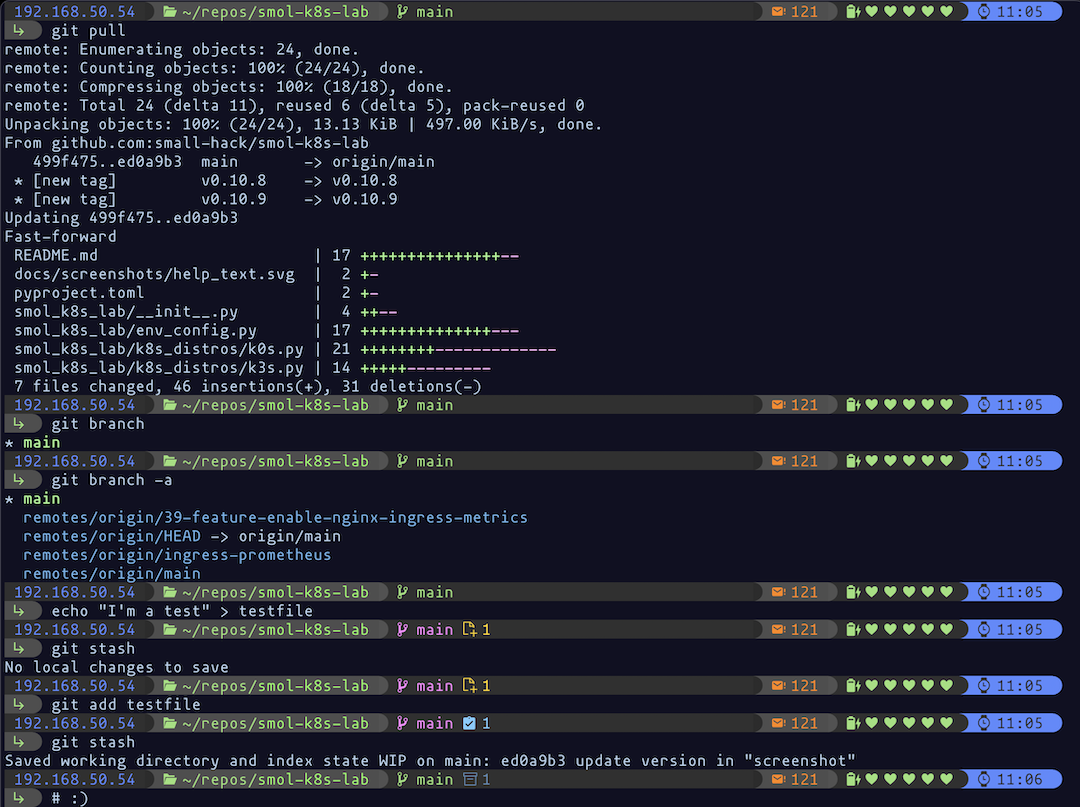 192.168.50.54 ~/repos/smol-k8s-lab main 121 11:05
git pull
remote: Enumerating objects: 24, done.
remote: Counting objects: 100% (24/24), done.
remote: Compressing objects: 100% (18/18), done.
remote: Total 24 (delta 11), reused 6 (delta 5), pack-reused 0
Unpacking objects: 100% (24/24), 13.13 KiB | 497.00 KiB/s, done.
From github.com:small-hack/smol-k8s-lab
   499f475..ed0a9b3  main       -> origin/main
 * [new tag]         v0.10.8    -> v0.10.8
 * [new tag]         v0.10.9    -> v0.10.9
Updating 499f475..ed0a9b3
Fast-forward
 README.md                       | 17 +++++++++++++++--
 docs/screenshots/help_text.svg  |  2 +-
 pyproject.toml                  |  2 +-
 smol_k8s_lab/__init__.py        |  4 ++--
 smol_k8s_lab/env_config.py      | 17 ++++++++++++++---
 smol_k8s_lab/k8s_distros/k0s.py | 21 ++++++++-------------
 smol_k8s_lab/k8s_distros/k3s.py | 14 +++++---------
 7 files changed, 46 insertions(+), 31 deletions(-)
192.168.50.54 ~/repos/smol-k8s-lab main 121 11:05
git branch
* main
192.168.50.54 ~/repos/smol-k8s-lab main 121 11:05
git branch -a
* main
  remotes/origin/39-feature-enable-nginx-ingress-metrics
  remotes/origin/HEAD -> origin/main
  remotes/origin/ingress-prometheus
  remotes/origin/main
192.168.50.54 ~/repos/smol-k8s-lab main 121 11:05
echo "I'm a test" > testfile
192.168.50.54 ~/repos/smol-k8s-lab main 1 121 11:05
git stash
No local changes to save
192.168.50.54 ~/repos/smol-k8s-lab main 1 121 11:05
git add testfile
192.168.50.54 ~/repos/smol-k8s-lab main 1 121 11:05
git stash
Saved working directory and index state WIP on main: ed0a9b3 update version in "screenshot"
192.168.50.54 ~/repos/smol-k8s-lab main 1 121 11:06
# :)